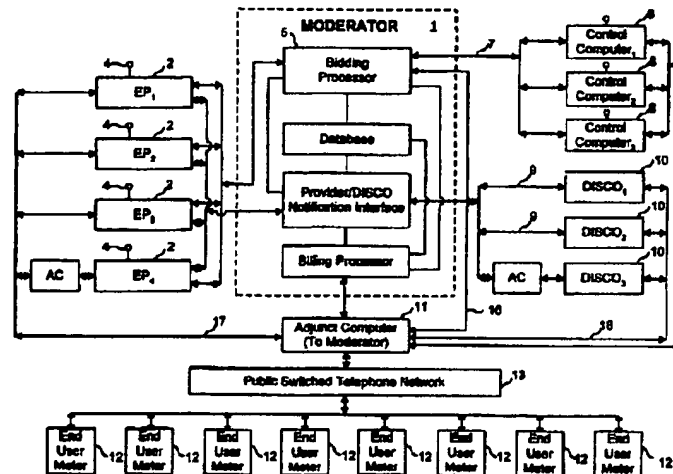 MODERATOR 1
5
Bidding
Processor
Database
Provider/DISCO
Notification Interface
Billing Processor
4 2
EP1
4 2
EP2
4 2
EP3
4 2
AC EP4
7
Control
Computer1
Control
Computer2
Control
Computer3
9 10
DISCO1
9 10
DISCO2
10
AC DISCO3
17
11
16
18
Adjunct Computer
(To Moderator)
Public Switched Telephone Network
13
End
User
Meter
12
End
User
Meter
12
End
User
Meter
12
End
User
Meter
12
End
User
Meter
12
End
User
Meter
12
End
User
Meter
12
End
User
Meter
12